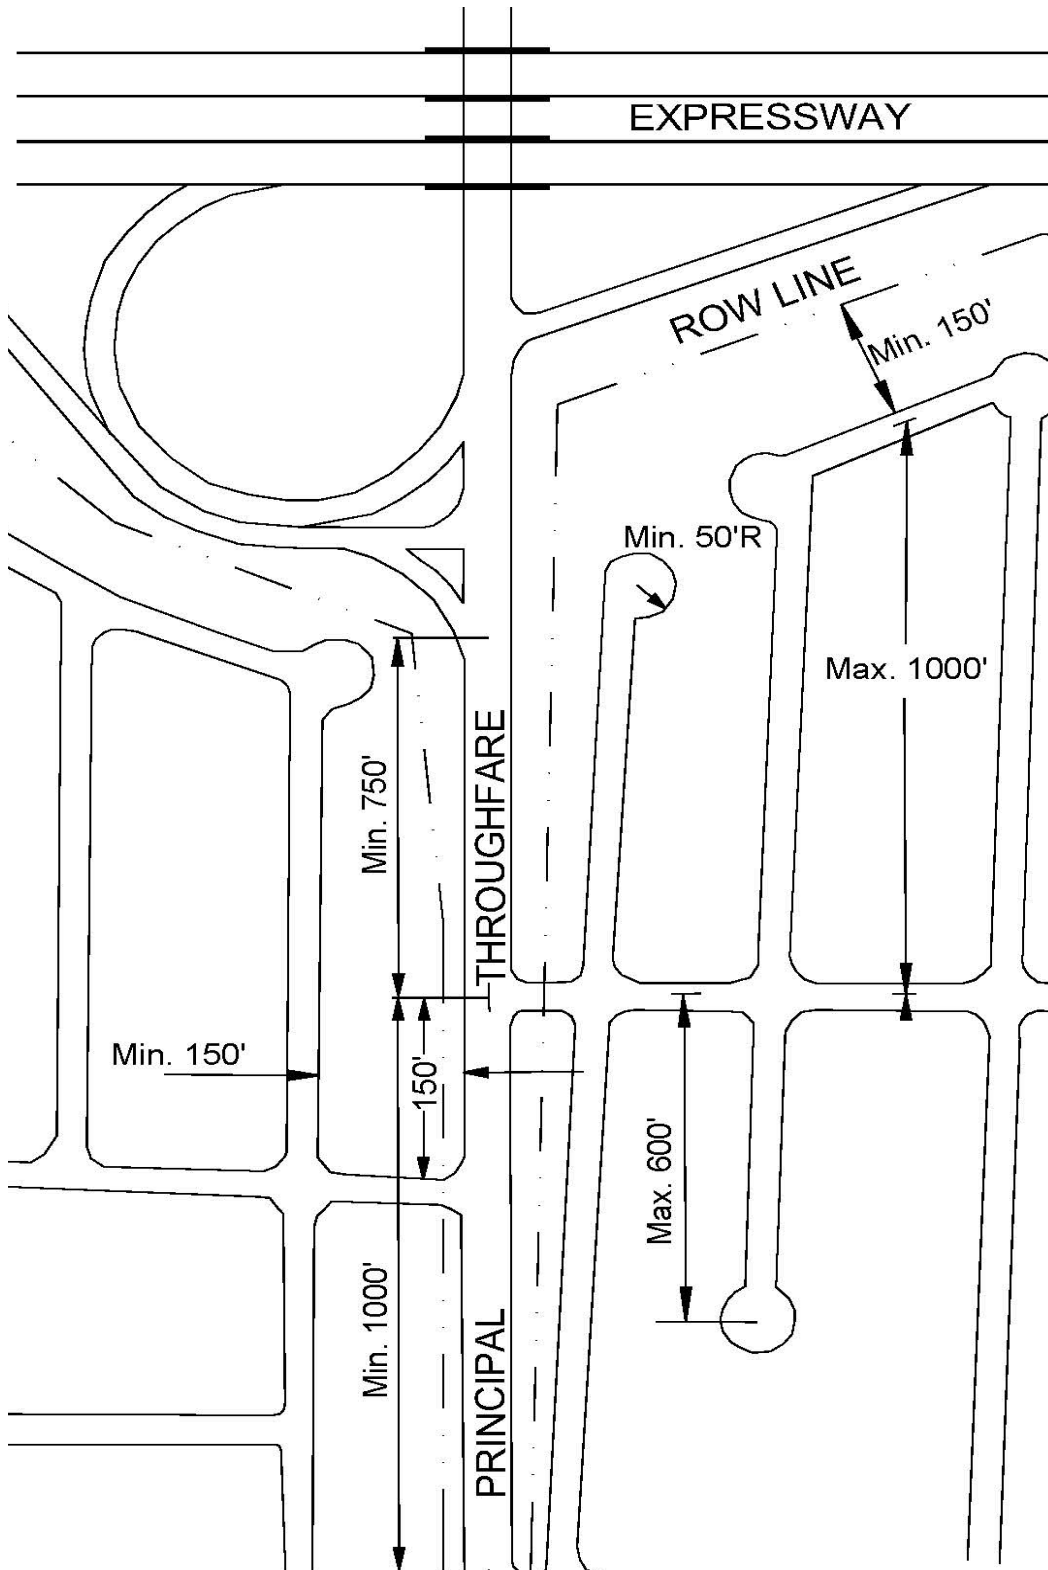 EXPRESSWAY
ROW LINE
Min. 150'
Min. 50'R
Max. 1000'
Min. 750'
THROUGHFARE
Min. 150'
150'
Max. 600'
Min. 1000'
PRINCIPAL